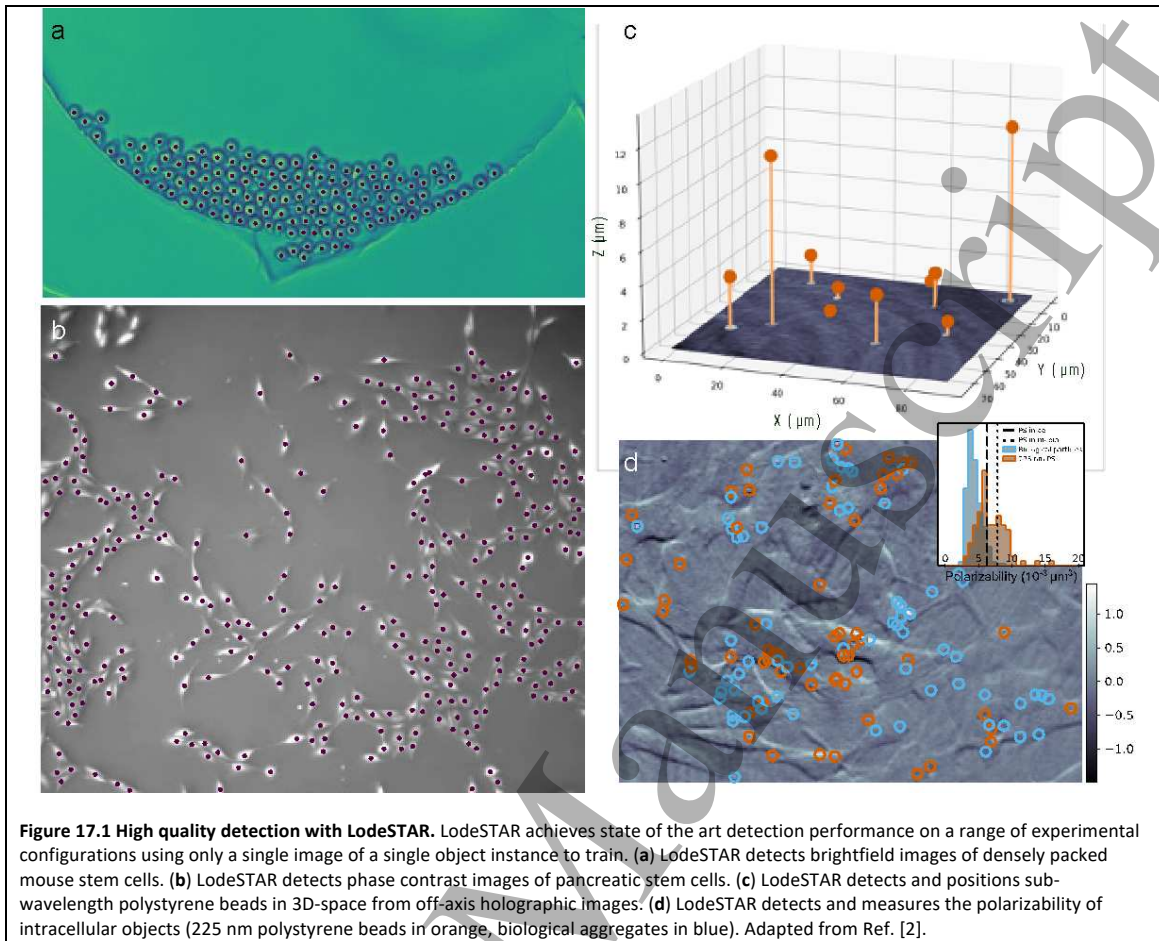 a
c
12
10
8
6
4
2
0
Z (µm)
0
20
40
60
80
X (µm)
0
10
20
30
40
50
60
70
Y (µm)
b
d
0 5 10 15 20
Polarizability (10⁻³ µm³)
1.0
0.5
0.0
−0.5
−1.0
Manuscript
Figure 17.1 High quality detection with LodeSTAR. LodeSTAR achieves state of the art detection performance on a range of experimental
configurations using only a single image of a single object instance to train. (a) LodeSTAR detects brightfield images of densely packed
mouse stem cells. (b) LodeSTAR detects phase contrast images of pancreatic stem cells. (c) LodeSTAR detects and positions sub-
wavelength polystyrene beads in 3D-space from off-axis holographic images. (d) LodeSTAR detects and measures the polarizability of
intracellular objects (225 nm polystyrene beads in orange, biological aggregates in blue). Adapted from Ref. [2].